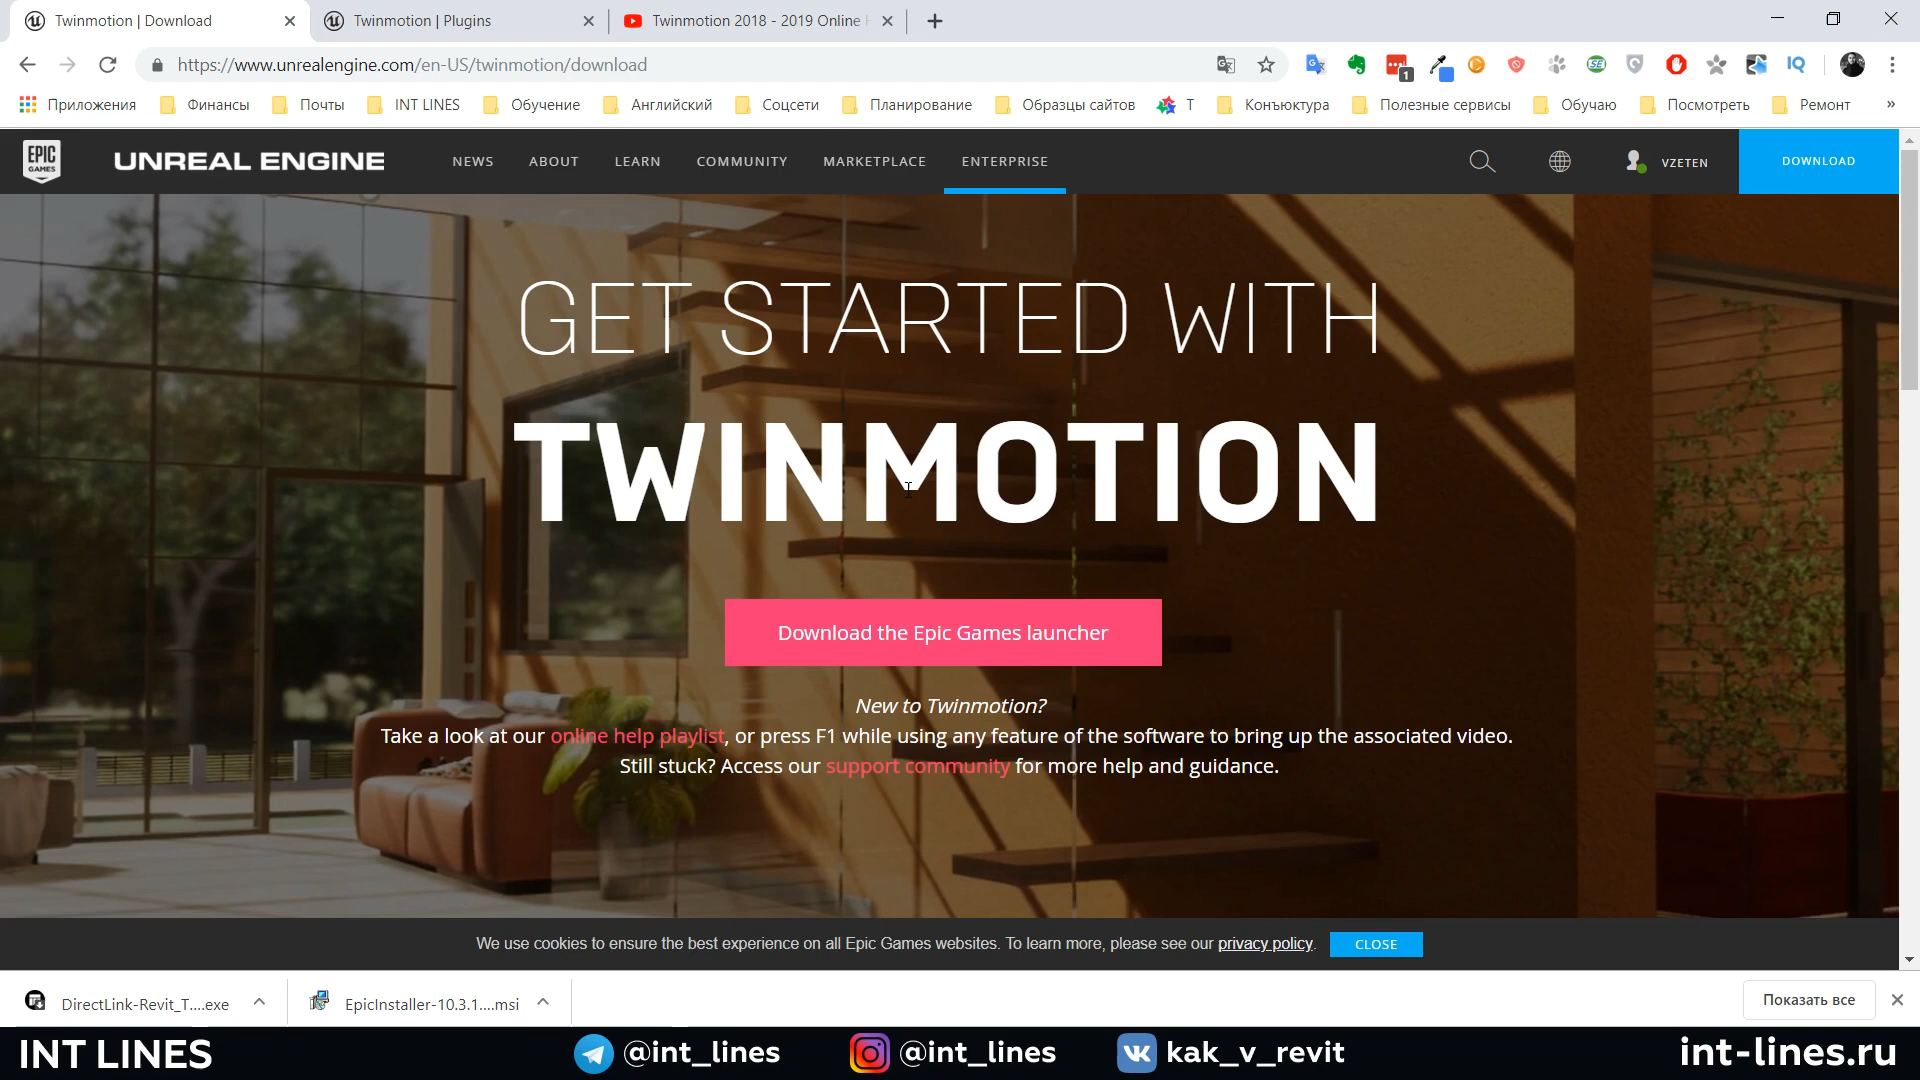 Twinmotion | Download
Twinmotion | Plugins
Twinmotion 2018 - 2019 Online
https://www.unrealengine.com/en-US/twinmotion/download
1
SE
IQ
Приложения
Финансы
Почты
INT LINES
Обучение
Английский
Соцсети
Планирование
Образцы сайтов
Т
Конъюктура
Полезные сервисы
Обучаю
Посмотреть
Ремонт
»
EPIC
GAMES
UNREAL ENGINE
NEWS
ABOUT
LEARN
COMMUNITY
MARKETPLACE
ENTERPRISE
VZETEN
DOWNLOAD
GET STARTED WITH
TWINMOTION
Download the Epic Games launcher
New to Twinmotion?
Take a look at our online help playlist, or press F1 while using any feature of the software to bring up the associated video.
Still stuck? Access our support community for more help and guidance.
We use cookies to ensure the best experience on all Epic Games websites. To learn more, please see our privacy policy.
CLOSE
DirectLink-Revit_T....exe
EpicInstaller-10.3.1....msi
Показать все
INT LINES
@int_lines
@int_lines
kak_v_revit
int-lines.ru